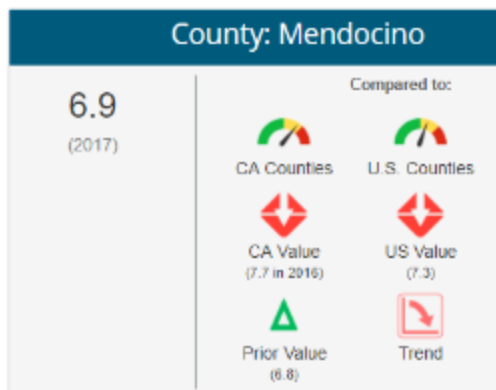 County: Mendocino
6.9
(2017)
Compared to:
CA Counties
U.S. Counties
CA Value
(7.7 in 2016)
US Value
(7.3)
Prior Value
(6.8)
Trend